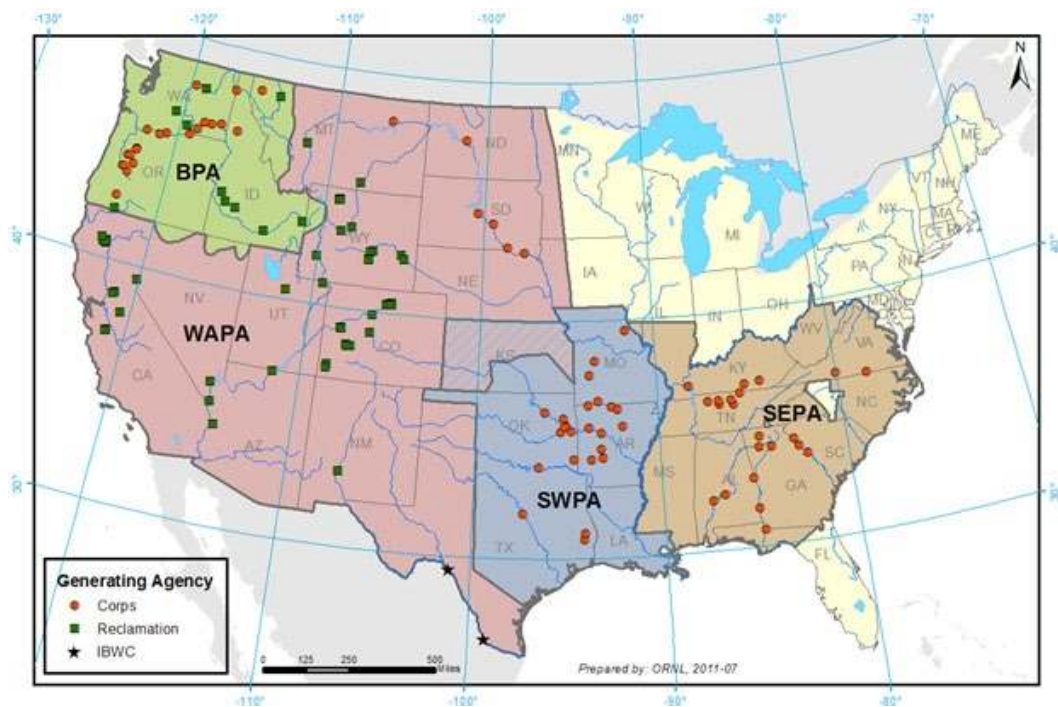 -130°
-120°
-110°
-100°
-90°
-80°
-70°
N
WA
MT
ND
MN
ME
VT
NH
OR
BPA
ID
SD
WI
NY
MA
CT
RI
40°
WY
MI
40°
IA
PA
NJ
NE
NV
OH
IL
IN
MD
UT
WAPA
WV
VA
CO
KS
MO
KY
CA
SEPA
NC
TN
OK
AR
SC
AZ
NM
MS
AL
GA
30°
SWPA
30°
TX
LA
FL
Generating Agency
Corps
Reclamation
IBWC
0 125 250 500
Miles
Prepared by: ORNL, 2011-07
-110°
-100°
-90°
-80°